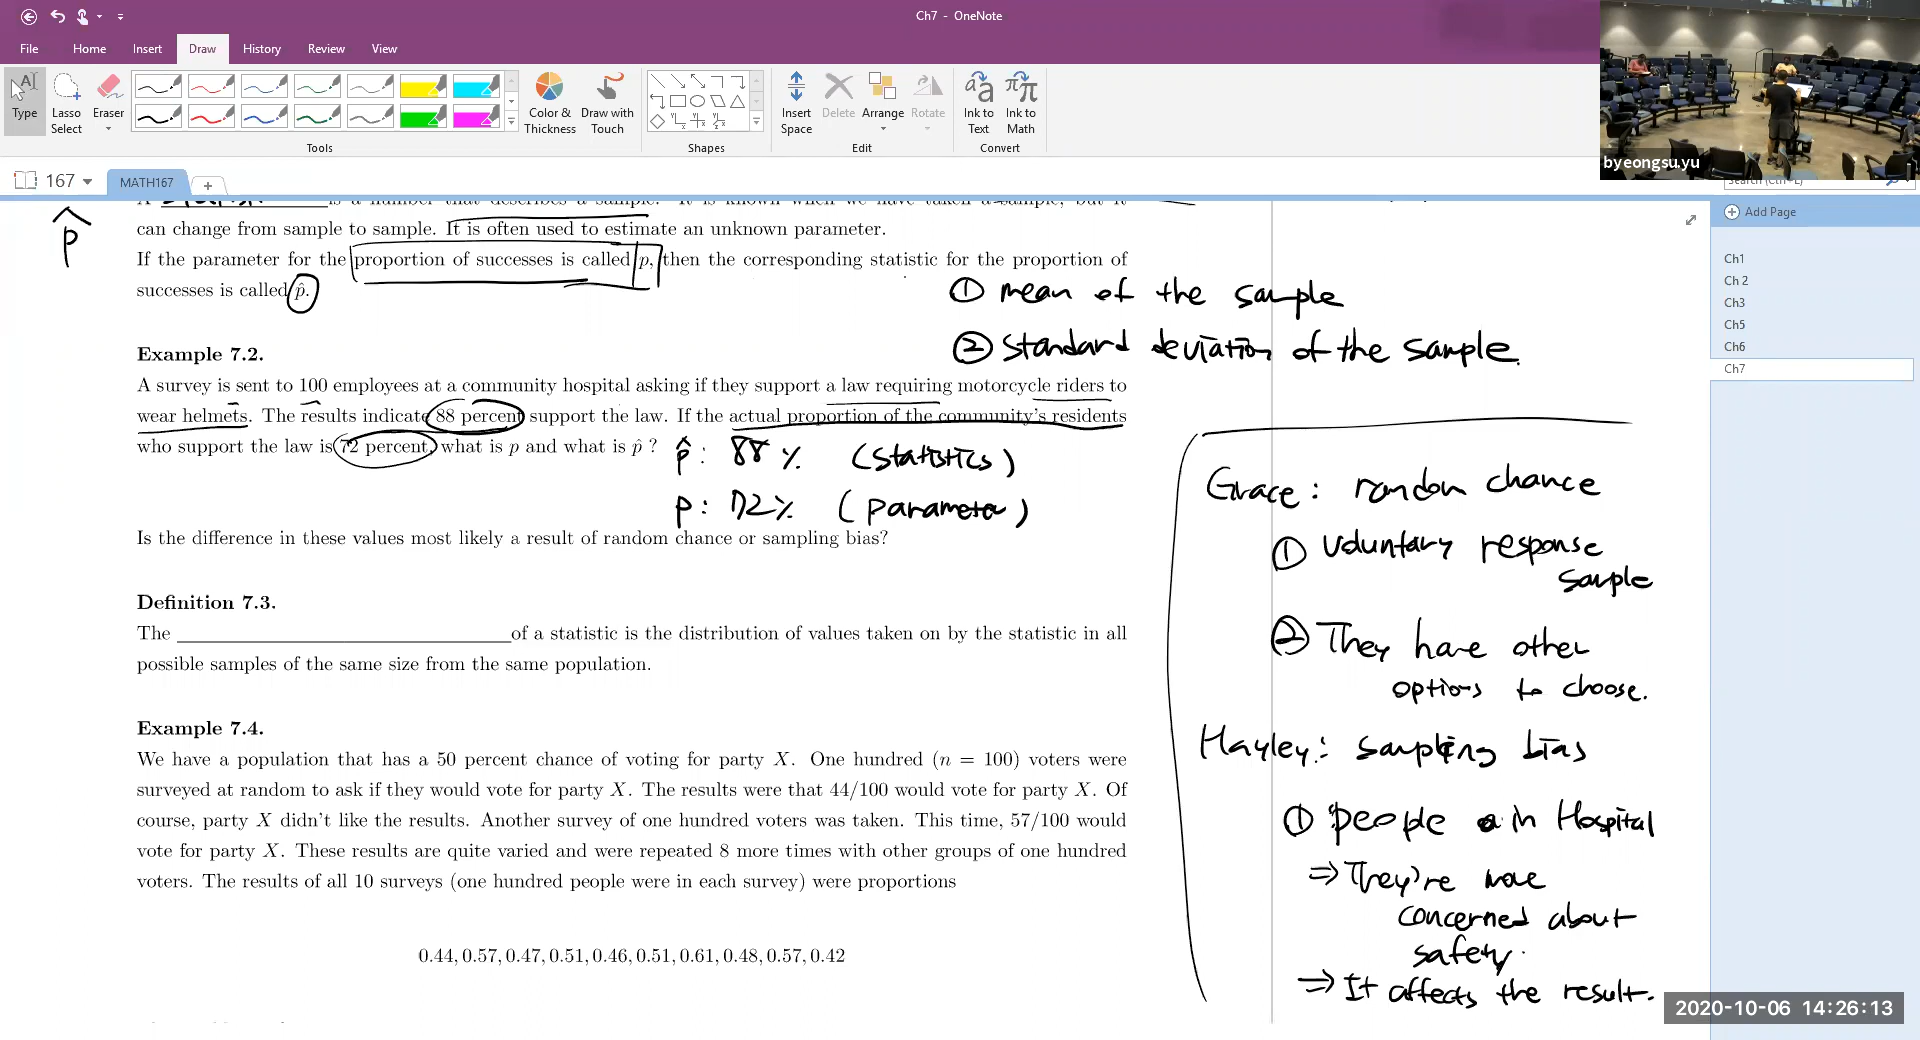 Ch7 - OneNote
File Home Insert Draw History Review View
Type
Lasso Select
Eraser
Color & Thickness
Draw with Touch
Insert Space
Delete
Arrange
Rotate
Ink to Text
Ink to Math
Tools Shapes Edit Convert
byeongsu.yu
167 MATH167
Search (Ctrl+E)
Add Page
Ch1
Ch 2
Ch3
Ch5
Ch6
Ch7
p̂
is a number that describes a sample. It is known when we have taken a sample, but it
can change from sample to sample. It is often used to estimate an unknown parameter.
If the parameter for the proportion of successes is called p, then the corresponding statistic for the proportion of
successes is called p̂.
① mean of the sample
② standard deviation of the sample.
Example 7.2.
A survey is sent to 100 employees at a community hospital asking if they support a law requiring motorcycle riders to
wear helmets. The results indicate 88 percent support the law. If the actual proportion of the community's residents
who support the law is 72 percent, what is p and what is p̂ ?
p̂ : 88 % (Statistics)
p : 72% (parameter)
Is the difference in these values most likely a result of random chance or sampling bias?
Definition 7.3.
The ______ of a statistic is the distribution of values taken on by the statistic in all
possible samples of the same size from the same population.
Example 7.4.
We have a population that has a 50 percent chance of voting for party X. One hundred (n = 100) voters were
surveyed at random to ask if they would vote for party X. The results were that 44/100 would vote for party X. Of
course, party X didn't like the results. Another survey of one hundred voters was taken. This time, 57/100 would
vote for party X. These results are quite varied and were repeated 8 more times with other groups of one hundred
voters. The results of all 10 surveys (one hundred people were in each survey) were proportions
0.44, 0.57, 0.47, 0.51, 0.46, 0.51, 0.61, 0.48, 0.57, 0.42
Grace : random chance
① Voluntary response
sample
② They have other
options to choose.
Hayley : sampling bias
① people in Hospital
⇒ They're more
concerned about
safety.
⇒ It affects the result.
2020-10-06 14:26:13